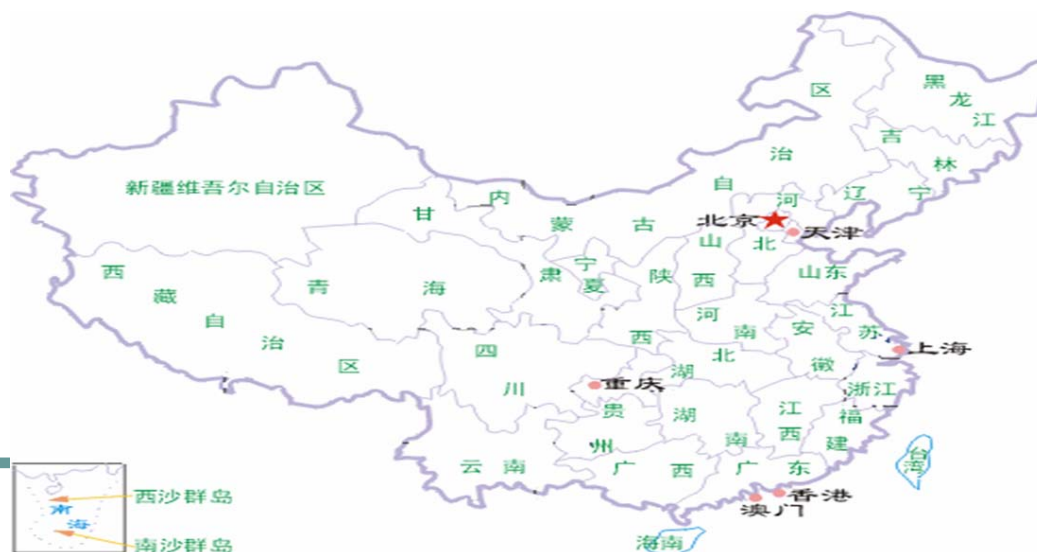 黑龙江
吉林
辽宁
内蒙古自治区
新疆维吾尔自治区
甘肃
宁夏
北京
天津
河北
山西
山东
陕西
青海
西藏自治区
河南
江苏
安徽
上海
四川
重庆
湖北
浙江
贵州
湖南
江西
福建
云南
广西
广东
台湾
香港
澳门
海南
西沙群岛
南海
南沙群岛